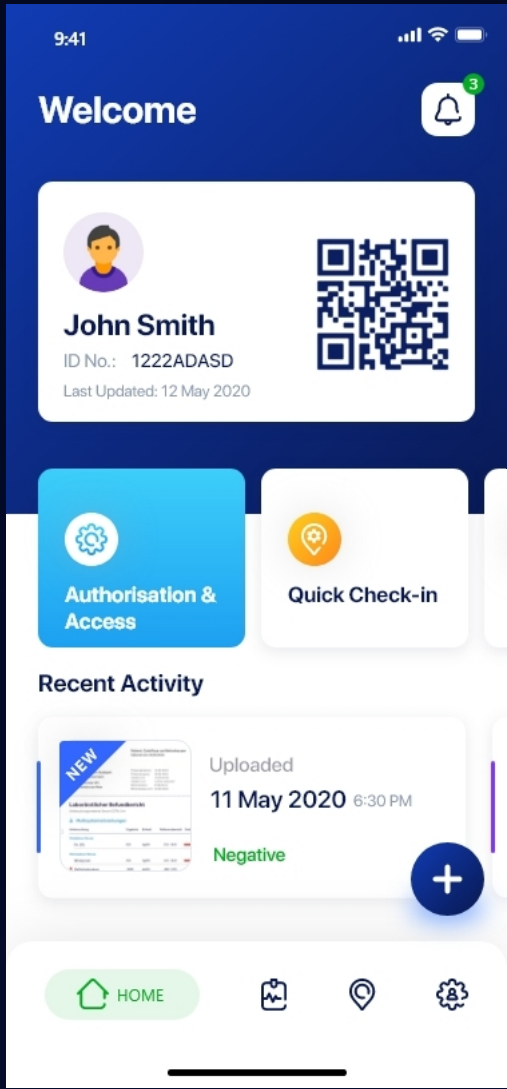 9:41
3
Welcome
John Smith
ID No.: 1222ADASD
Last Updated: 12 May 2020
Authorisation &
Access
Quick Check-in
Recent Activity
NEW
Laborärztlicher Befundbericht
Uploaded
11 May 2020 6:30 PM
Negative
HOME